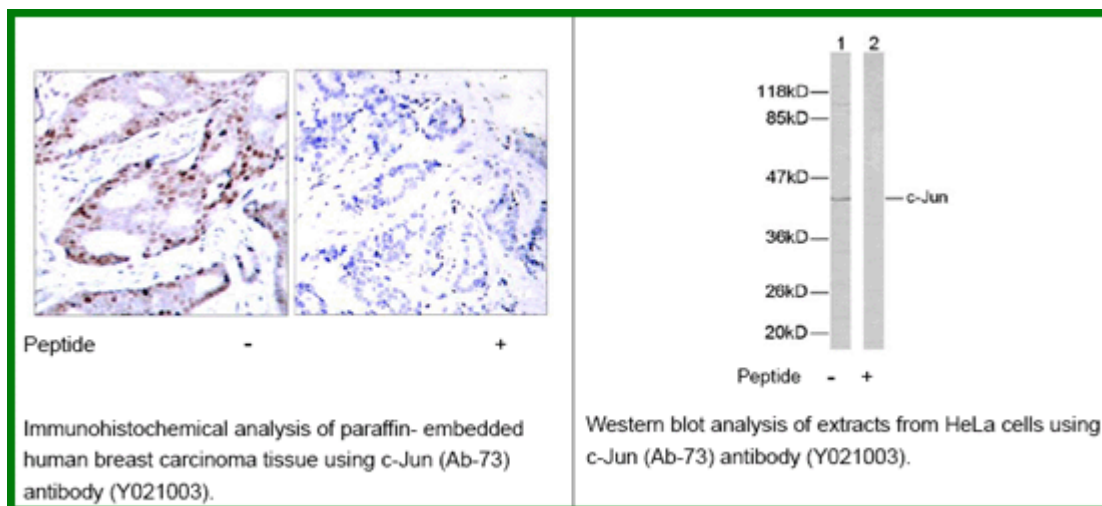 Peptide - +
Immunohistochemical analysis of paraffin- embedded
human breast carcinoma tissue using c-Jun (Ab-73)
antibody (Y021003).
1 2
118kD
85kD
47kD
c-Jun
36kD
26kD
20kD
Peptide - +
Western blot analysis of extracts from HeLa cells using
c-Jun (Ab-73) antibody (Y021003).